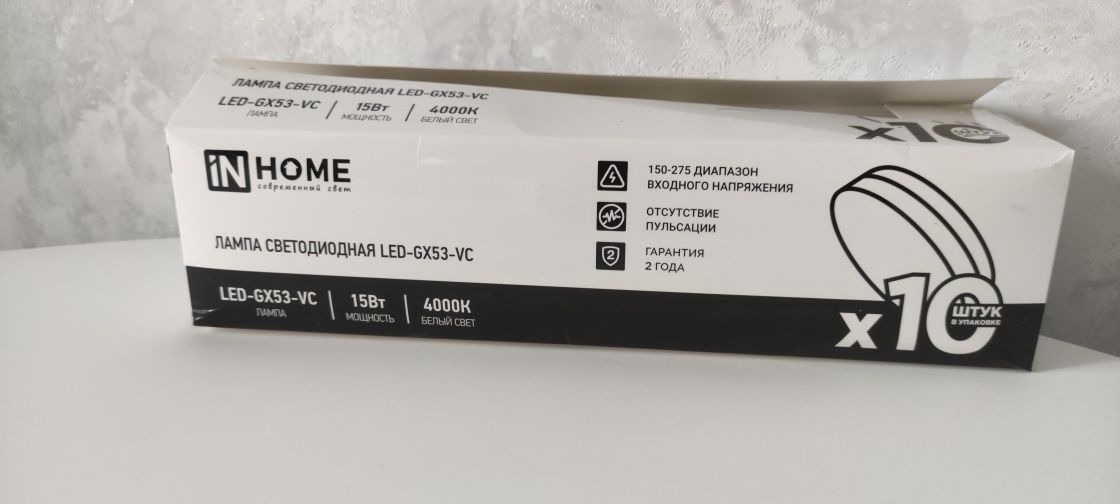 ЛАМПА СВЕТОДИОДНАЯ LED-GX53-VC
LED-GX53-VC
ЛАМПА
15Вт
МОЩНОСТЬ
4000К
БЕЛЫЙ СВЕТ
x10
ШТУК
iN HOME
современный свет
ЛАМПА СВЕТОДИОДНАЯ LED-GX53-VC
150-275 ДИАПАЗОН
ВХОДНОГО НАПРЯЖЕНИЯ
ОТСУТСТВИЕ
ПУЛЬСАЦИИ
2
ГАРАНТИЯ
2 ГОДА
LED-GX53-VC
ЛАМПА
15Вт
МОЩНОСТЬ
4000К
БЕЛЫЙ СВЕТ
x10
ШТУК
В УПАКОВКЕ